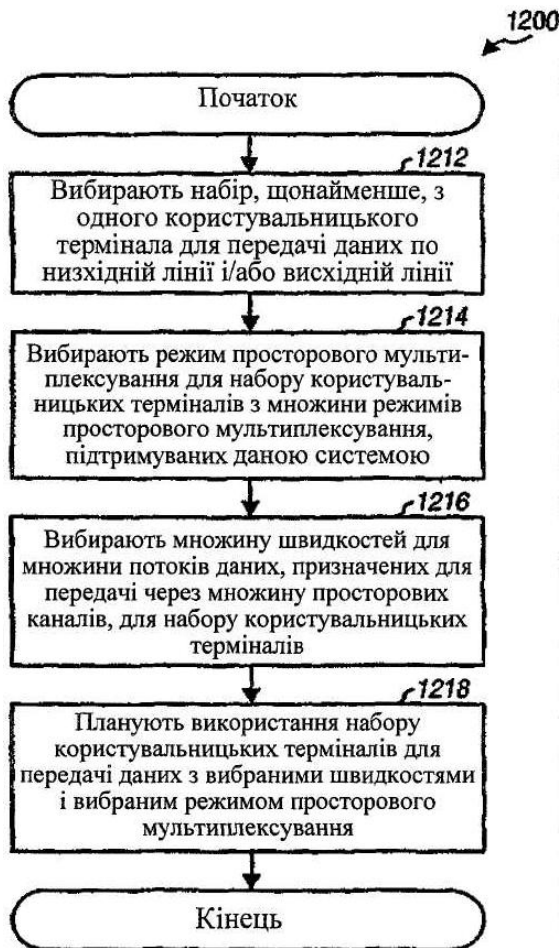 1200
Початок
1212
Вибирають набір, щонайменше, з
одного користувальницького
термінала для передачі даних по
низхідній лінії і/або висхідній лінії
1214
Вибирають режим просторового мульти-
плексування для набору користуваль-
ницьких терміналів з множини режимів
просторового мультиплексування,
підтримуваних даною системою
1216
Вибирають множину швидкостей для
множини потоків даних, призначених для
передачі через множину просторових
каналів, для набору користувальницьких
терміналів
1218
Планують використання набору
користувальницьких терміналів для
передачі даних з вибраними швидкостями
і вибраним режимом просторового
мультиплексування
Кінець